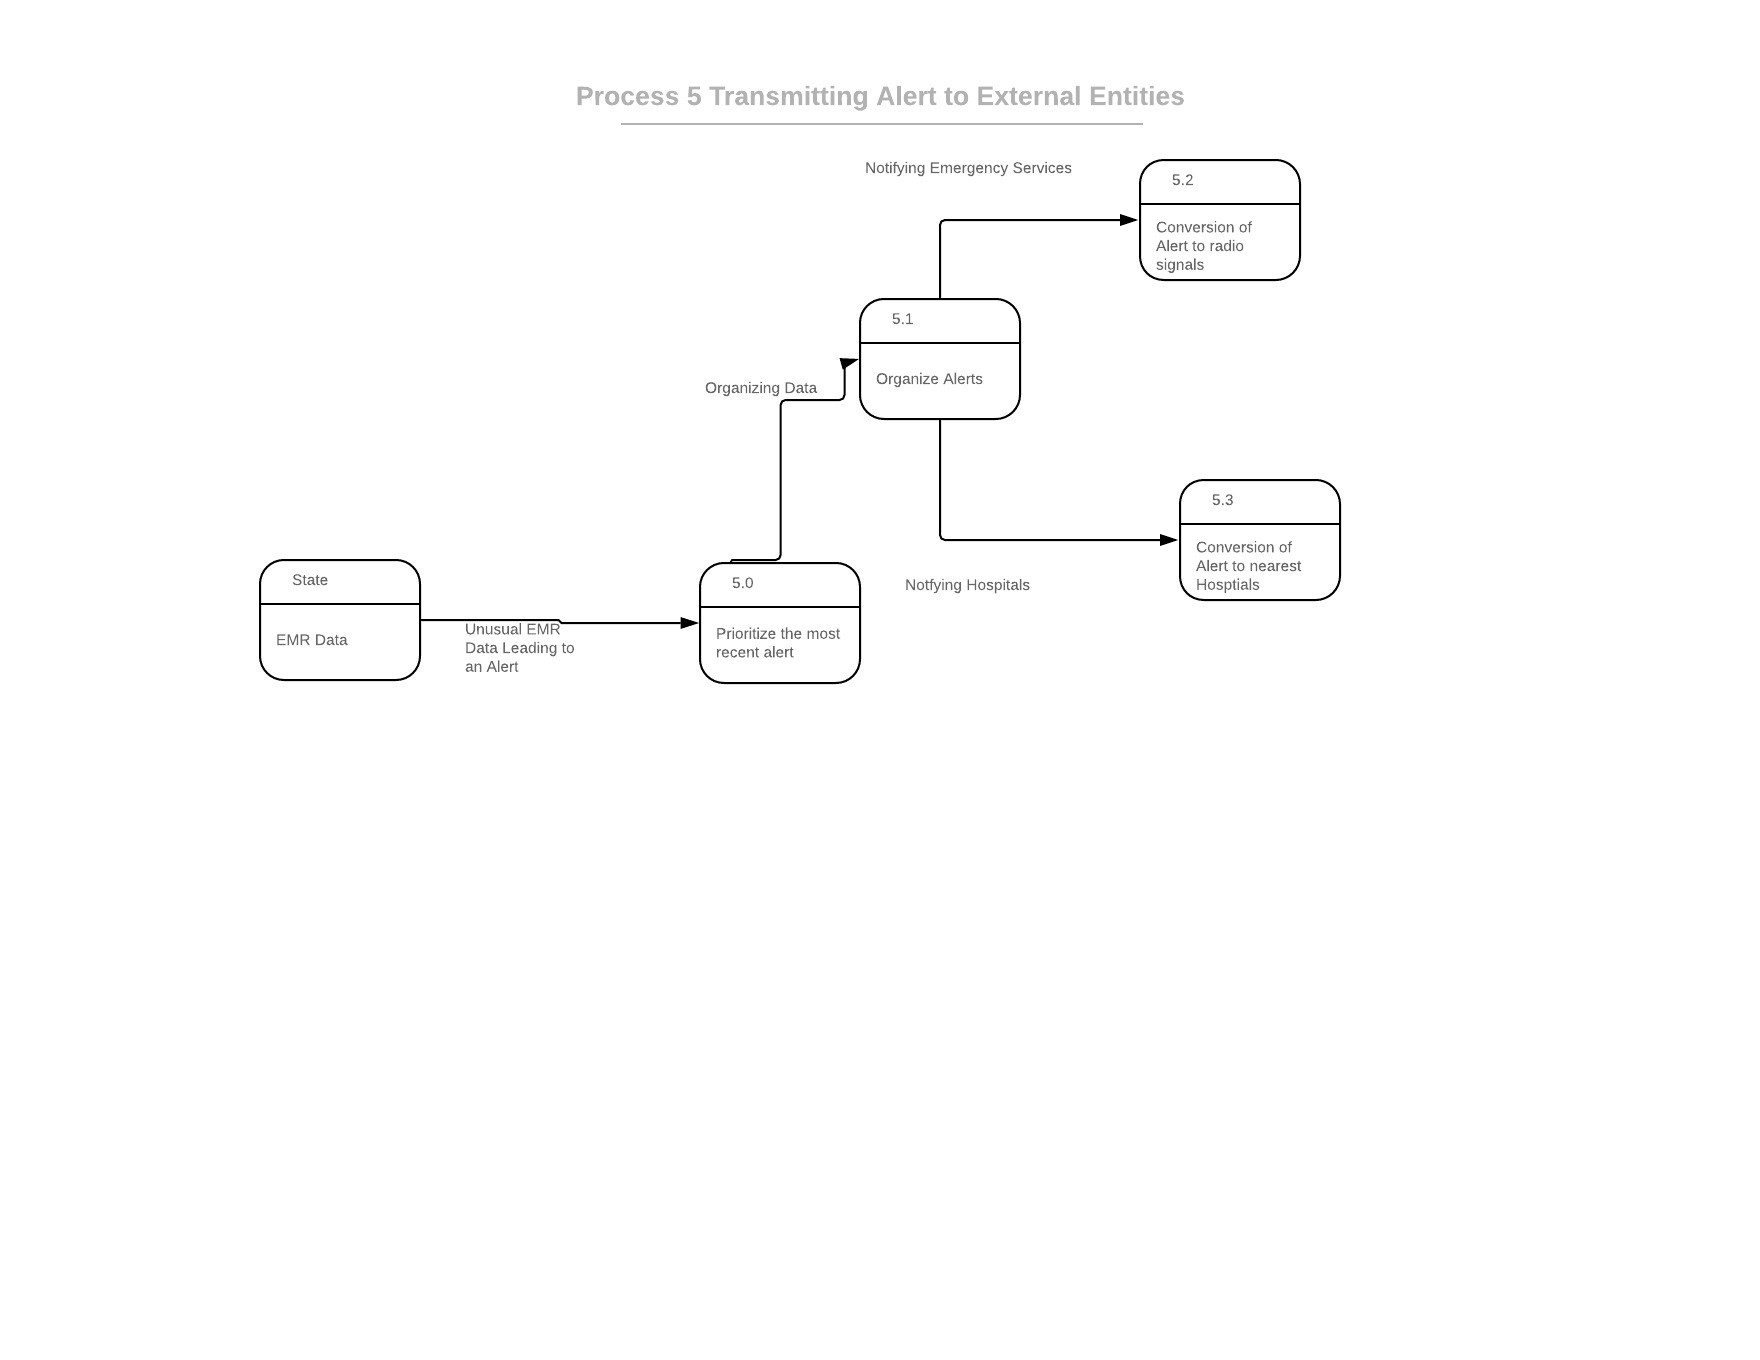 Process 5 Transmitting Alert to External Entities
Notifying Emergency Services
5.2
Conversion of
Alert to radio
signals
5.1
Organize Alerts
Organizing Data
5.3
Conversion of
Alert to nearest
Hosptials
Notfying Hospitals
State
EMR Data
Unusual EMR
Data Leading to
an Alert
5.0
Prioritize the most
recent alert